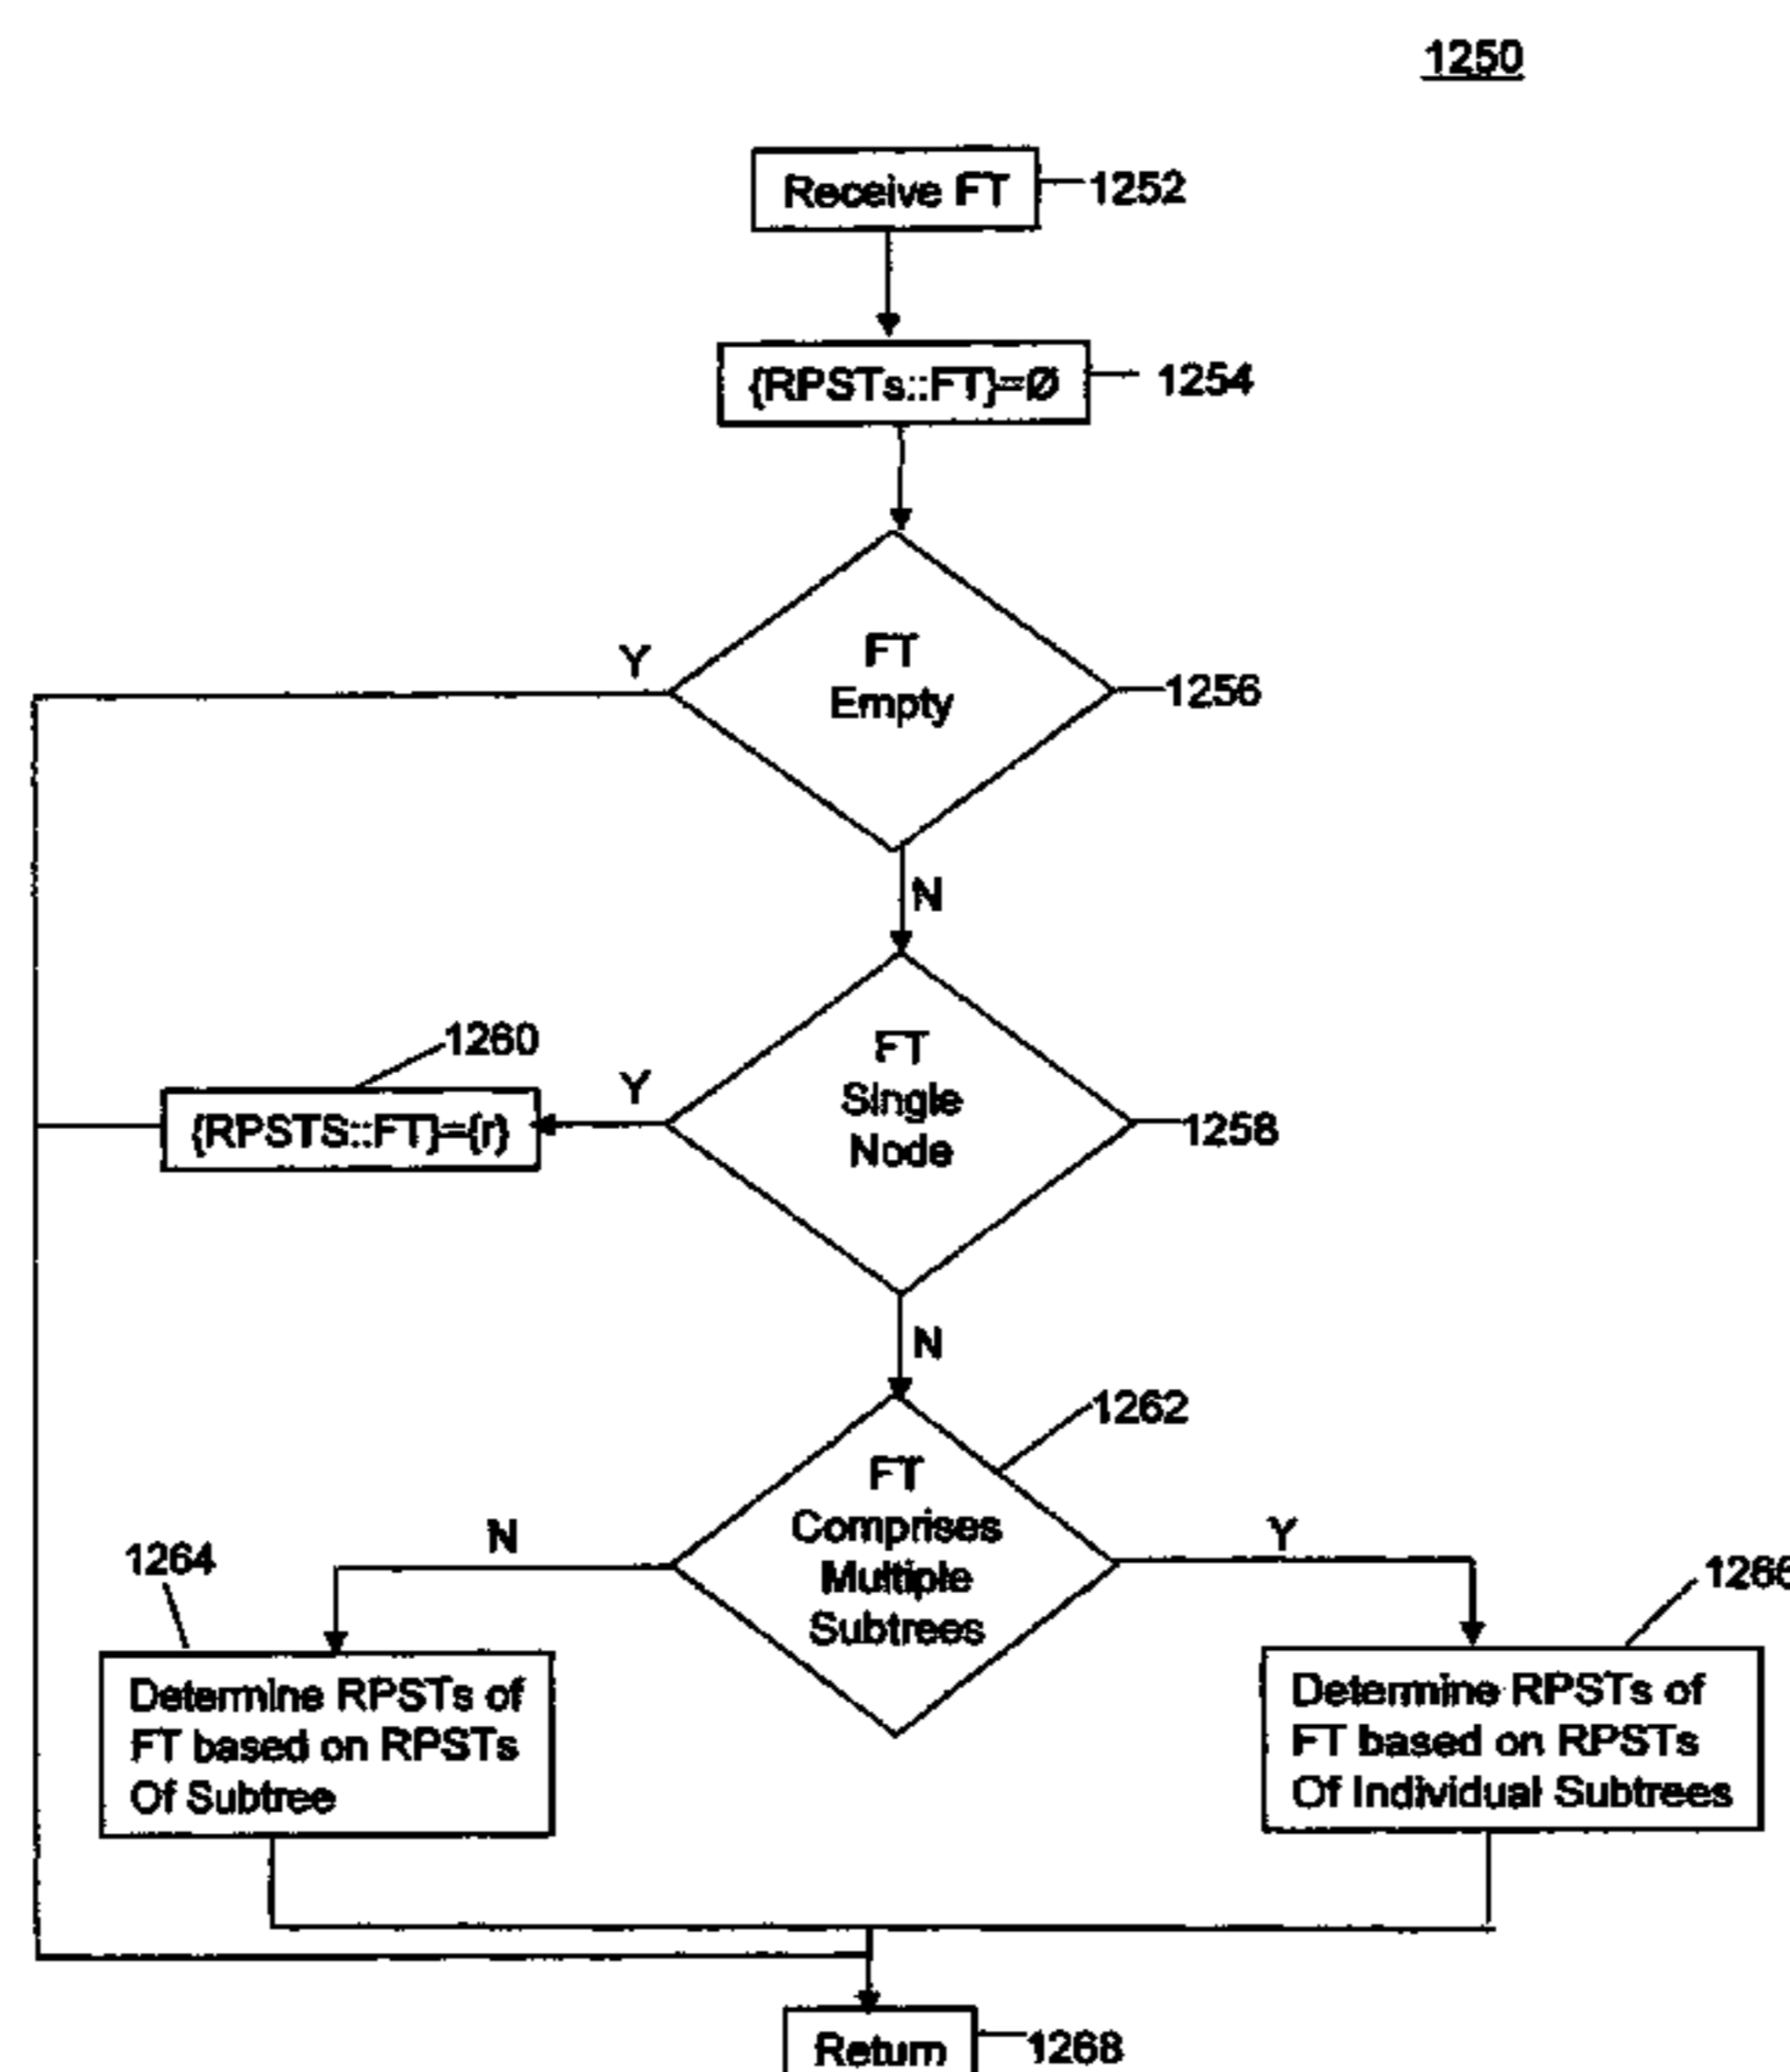 1250
Receive FT
1252
{RPSTs::FT}=Ø
1254
FT
Empty
Y
1256
N
1260
{RPSTS::FT}={r}
Y
FT
Single
Node
1258
N
1262
FT
Comprises
Multiple
Subtrees
N
Y
1264
1266
Determine RPSTs of
FT based on RPSTs
Of Subtree
Determine RPSTs of
FT based on RPSTs
Of Individual Subtrees
Return
1268